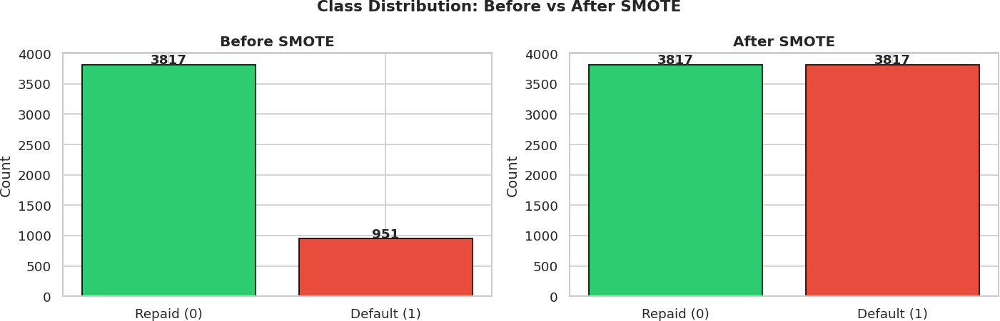 Class Distribution: Before vs After SMOTE
Before SMOTE
Count
4000
3500
3000
2500
2000
1500
1000
500
0
3817
951
Repaid (0)
Default (1)
After SMOTE
Count
4000
3500
3000
2500
2000
1500
1000
500
0
3817
3817
Repaid (0)
Default (1)